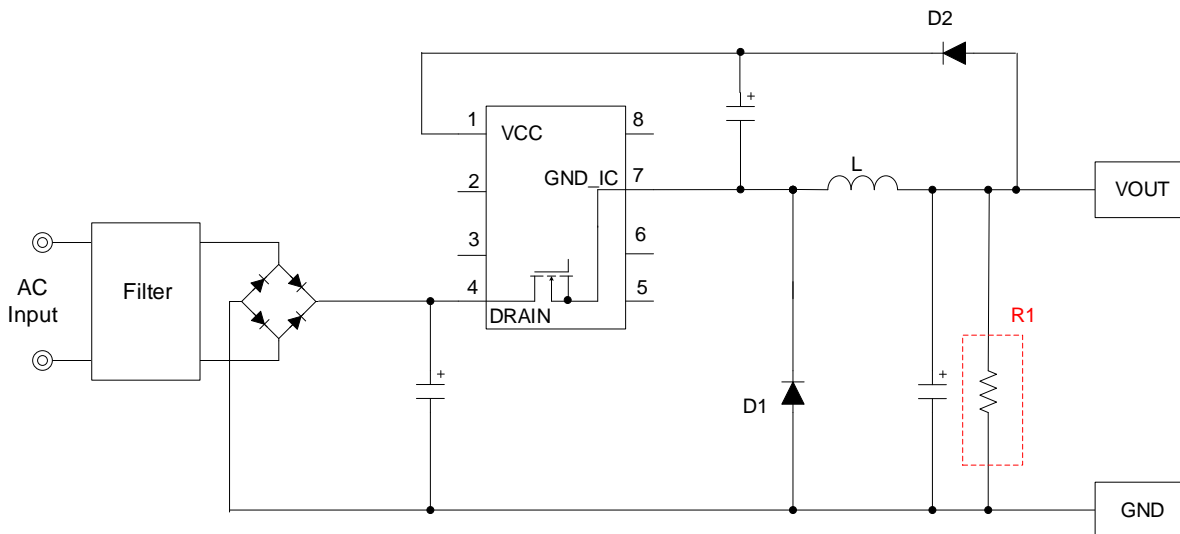 D2
1
VCC
8
2
GND_IC
7
L
VOUT
3
6
AC
Input
Filter
4
DRAIN
5
R1
D1
GND
+
+
+